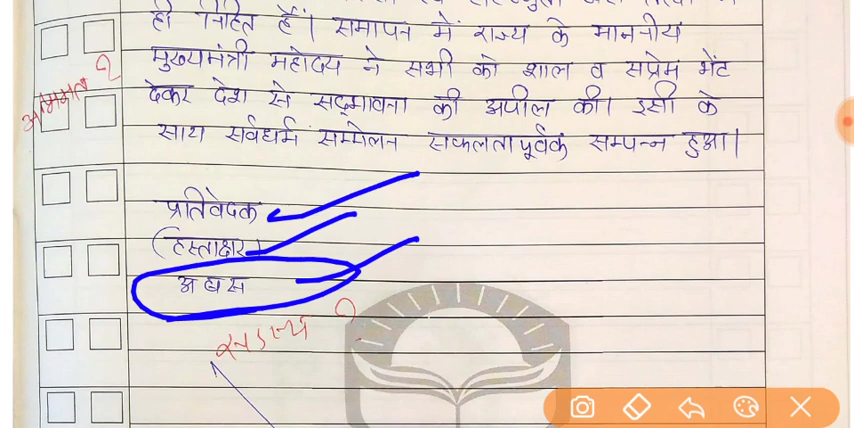 ही निहित हैं। समापन में राज्य के माननीय
मुख्यमंत्री महोदय ने सभी को शाल व सप्रेम भेंट
देकर देश से सद्भावना की अपील की। इसी के
साथ सर्वधर्म सम्मेलन सफलतापूर्वक सम्पन्न हुआ।
प्रतिवेदक
(हस्ताक्षर)
अ ब स